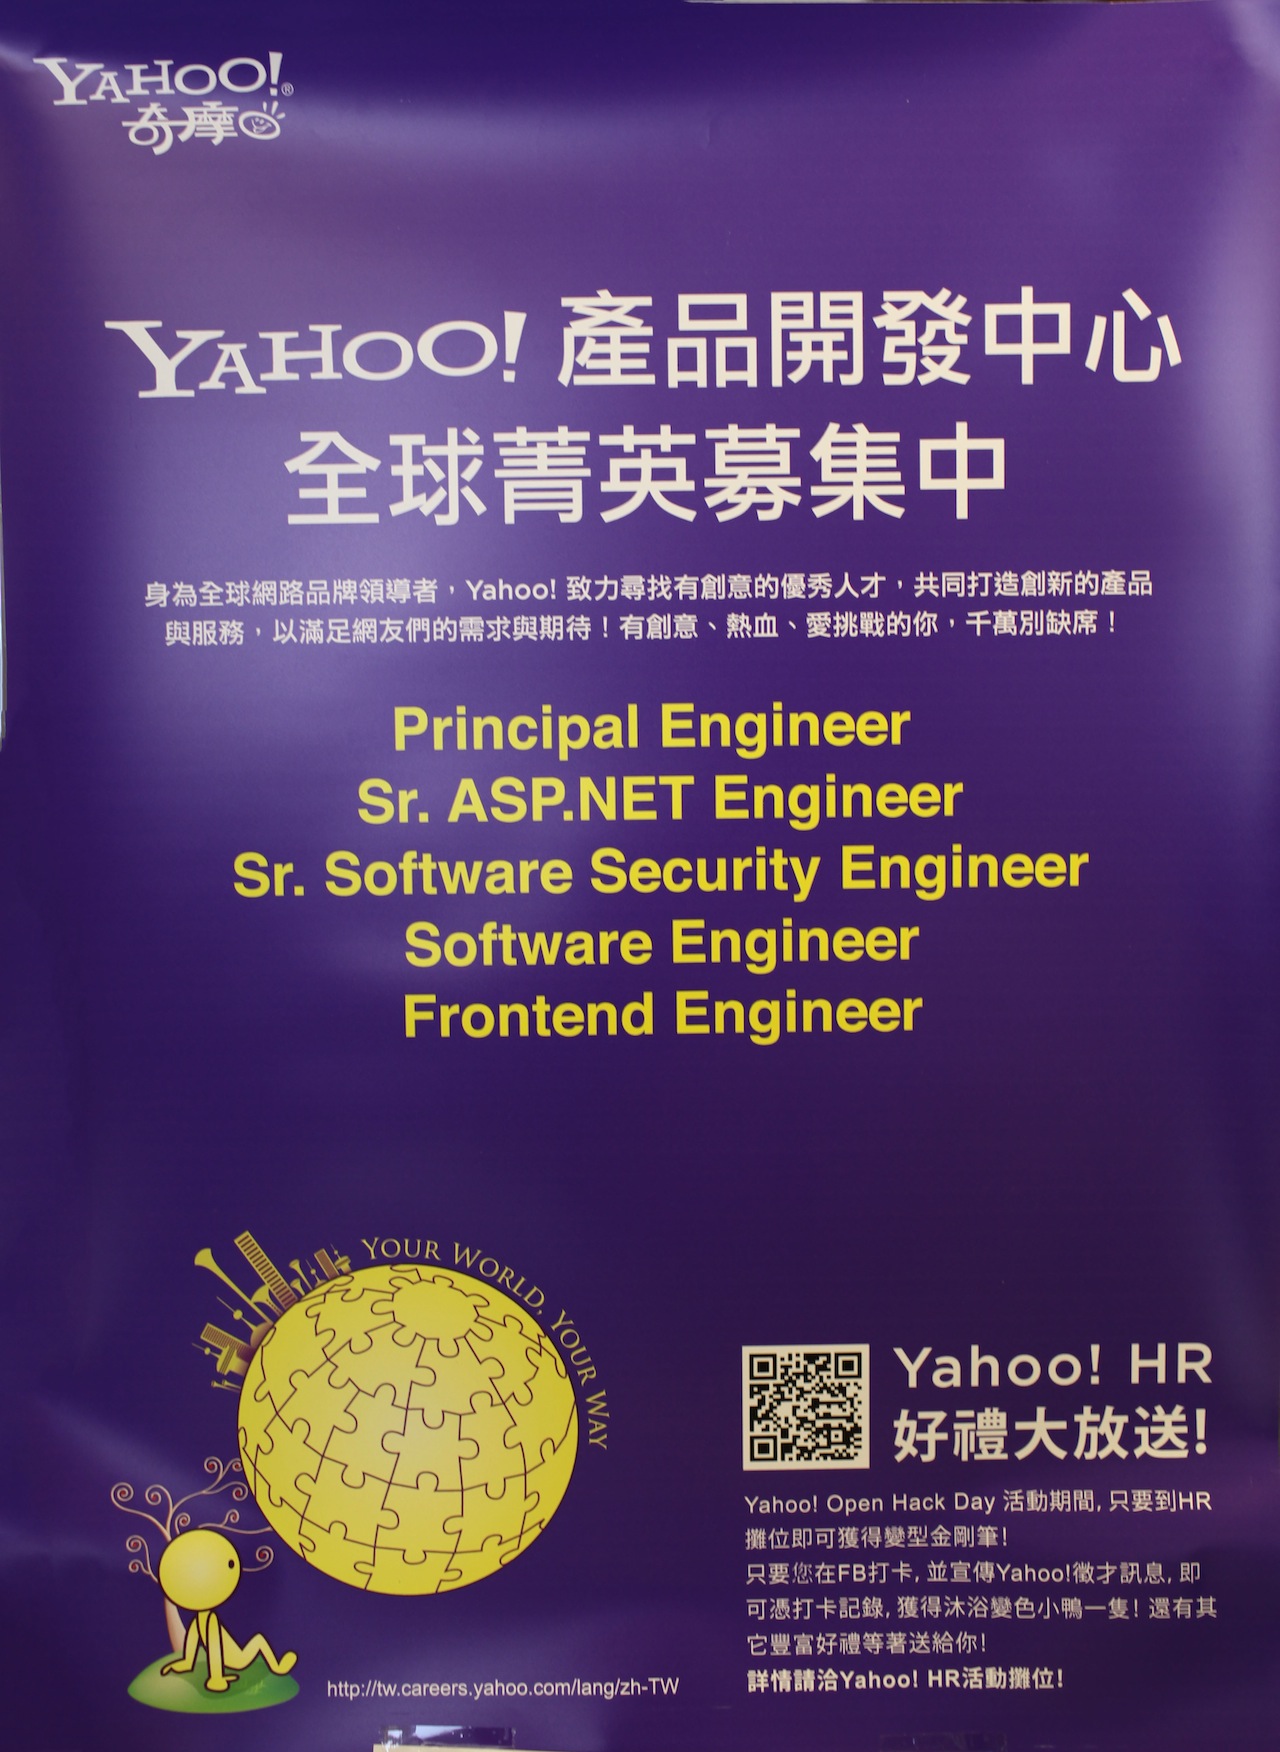 YAHOO!®
奇摩
YAHOO! 產品開發中心
全球菁英募集中
身為全球網路品牌領導者，Yahoo! 致力尋找有創意的優秀人才，共同打造創新的產品
與服務，以滿足網友們的需求與期待！有創意、熱血、愛挑戰的你，千萬別缺席！
Principal Engineer
Sr. ASP.NET Engineer
Sr. Software Security Engineer
Software Engineer
Frontend Engineer
YOUR WORLD, YOUR WAY
Yahoo! HR
好禮大放送!
Yahoo! Open Hack Day 活動期間, 只要到HR
攤位即可獲得變型金剛筆!
只要您在FB打卡, 並宣傳Yahoo!徵才訊息, 即
可憑打卡記錄, 獲得沐浴變色小鴨一隻! 還有其
它豐富好禮等著送給你!
詳情請洽Yahoo! HR活動攤位!
http://tw.careers.yahoo.com/lang/zh-TW